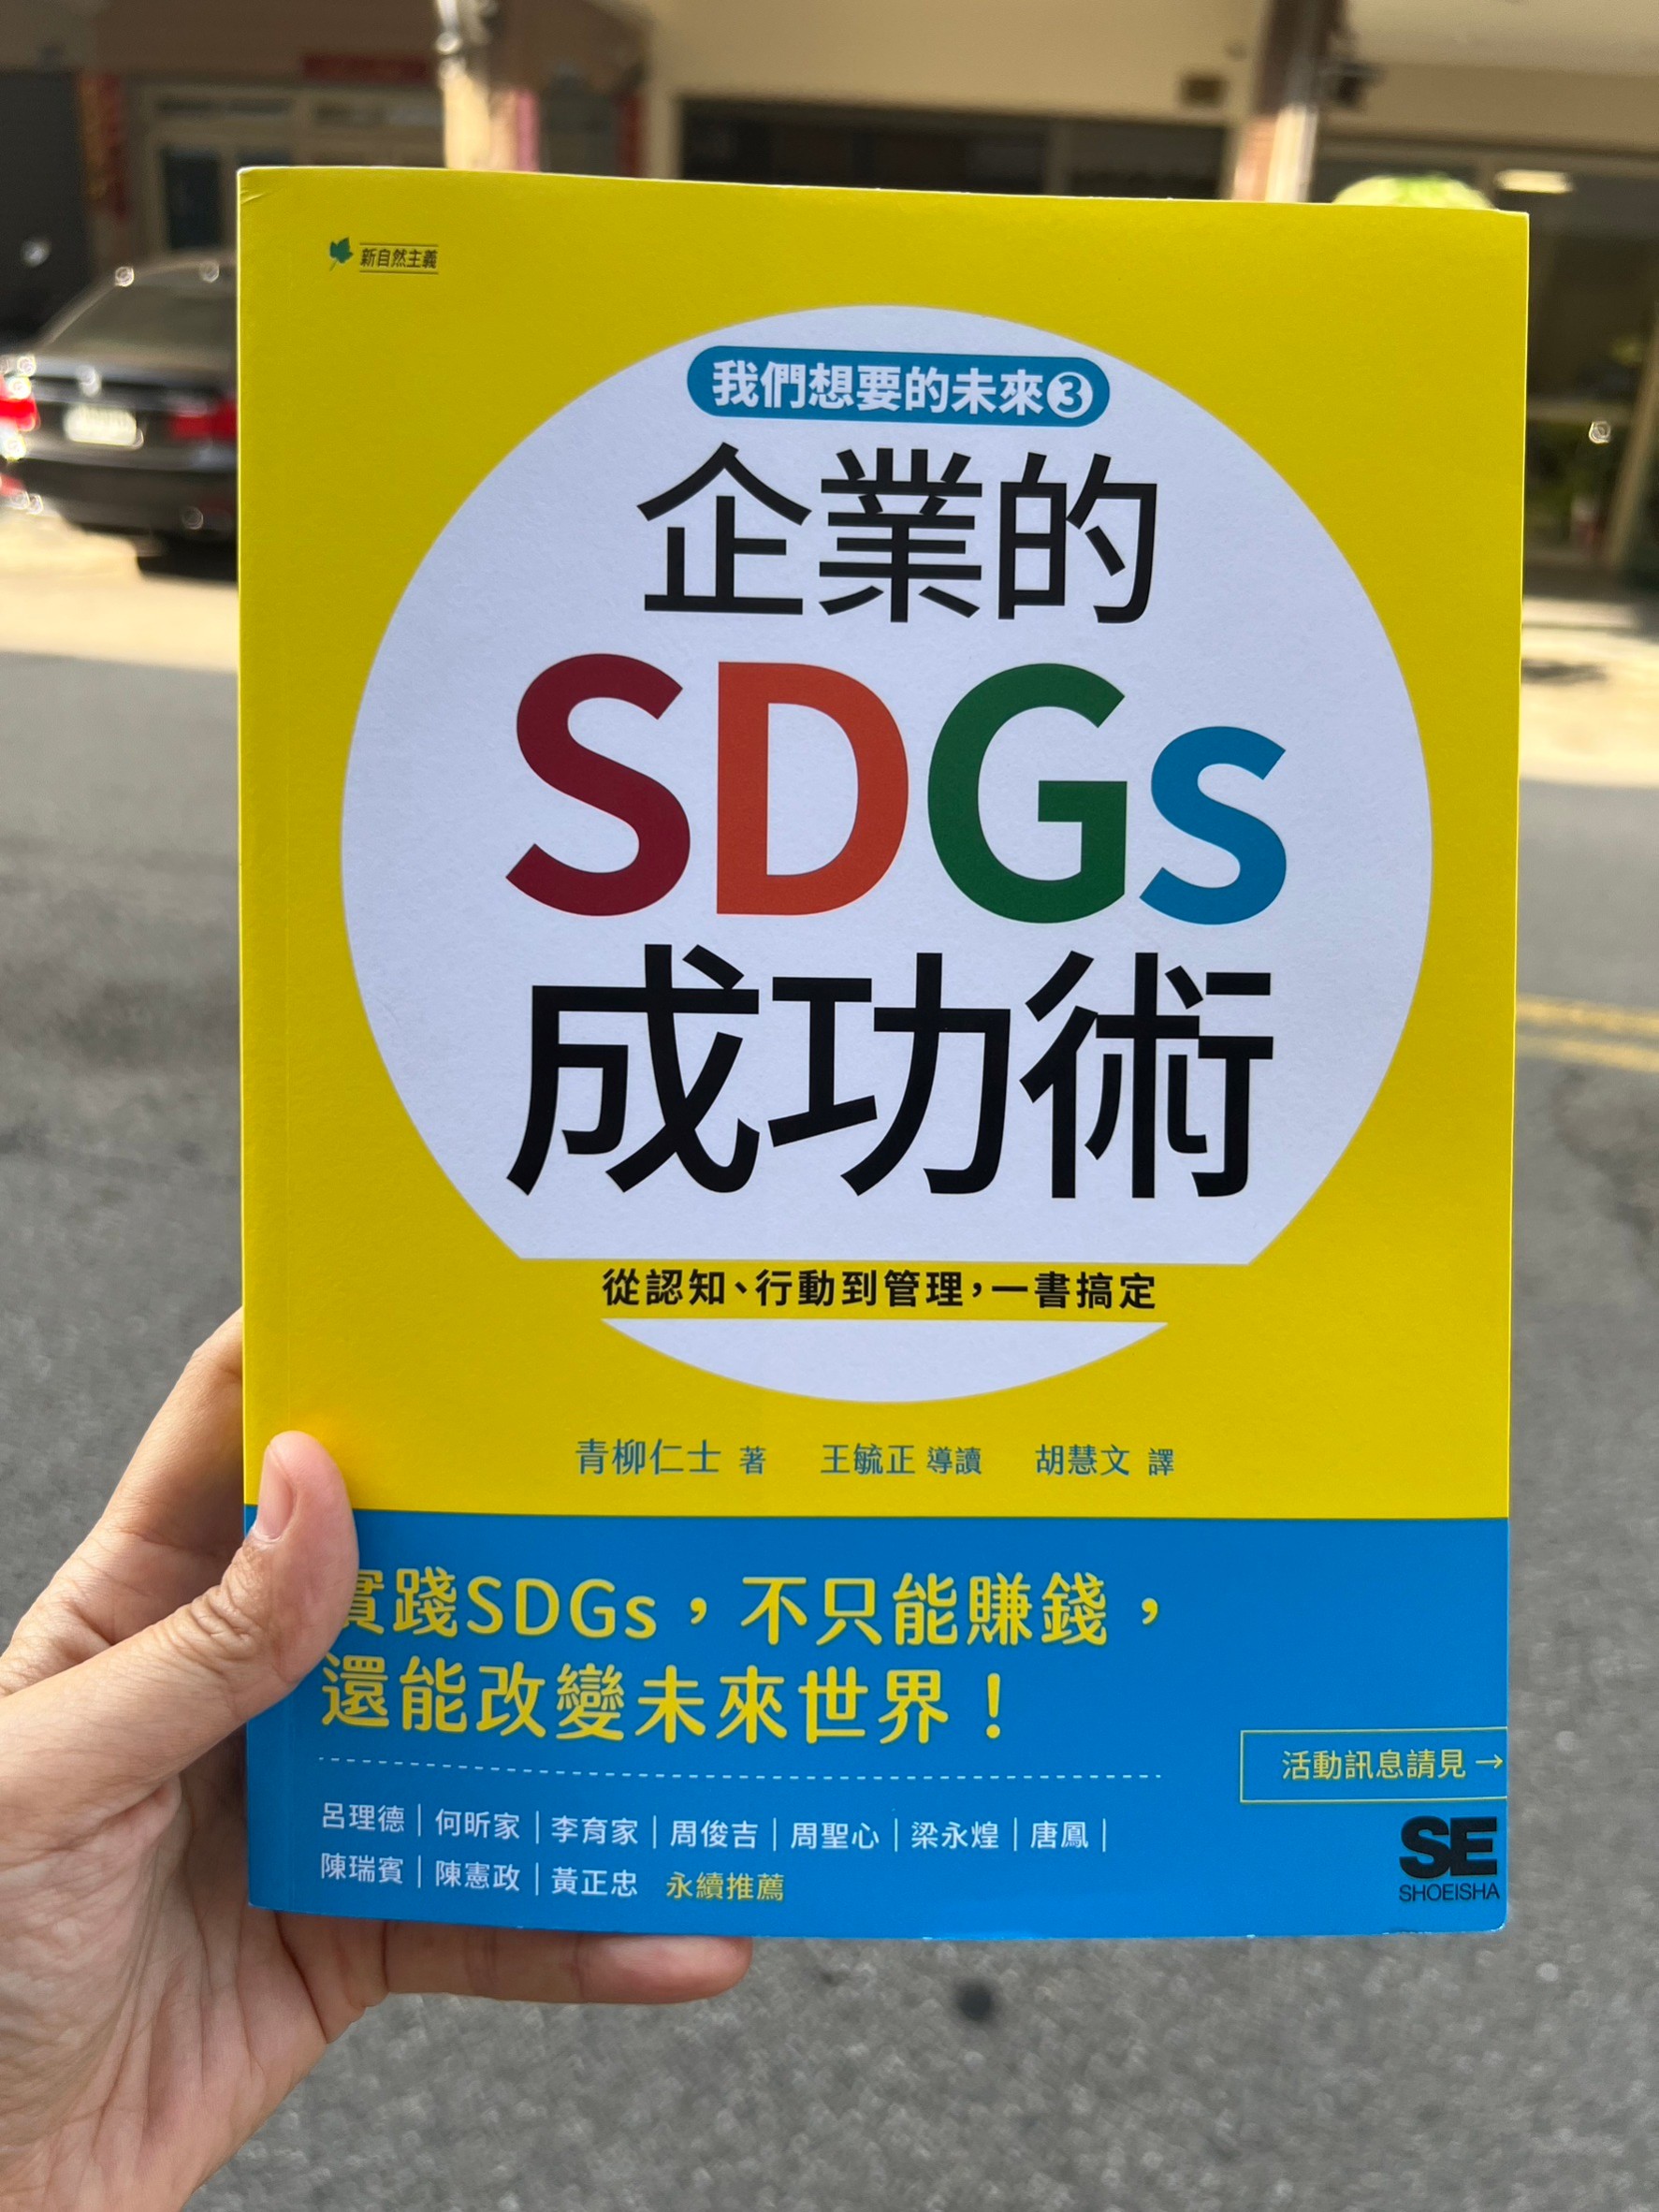 新自然主義
我們想要的未來3
企業的
SDGs
成功術
從認知、行動到管理，一書搞定
青柳仁士 著 王毓正 導讀 胡慧文 譯
實踐SDGs，不只能賺錢，
還能改變未來世界！
活動訊息請見→
呂理德｜何昕家｜李育家｜周俊吉｜周聖心｜梁永煌｜唐鳳｜
陳瑞賓｜陳憲政｜黃正忠 永續推薦
SE
SHOEISHA